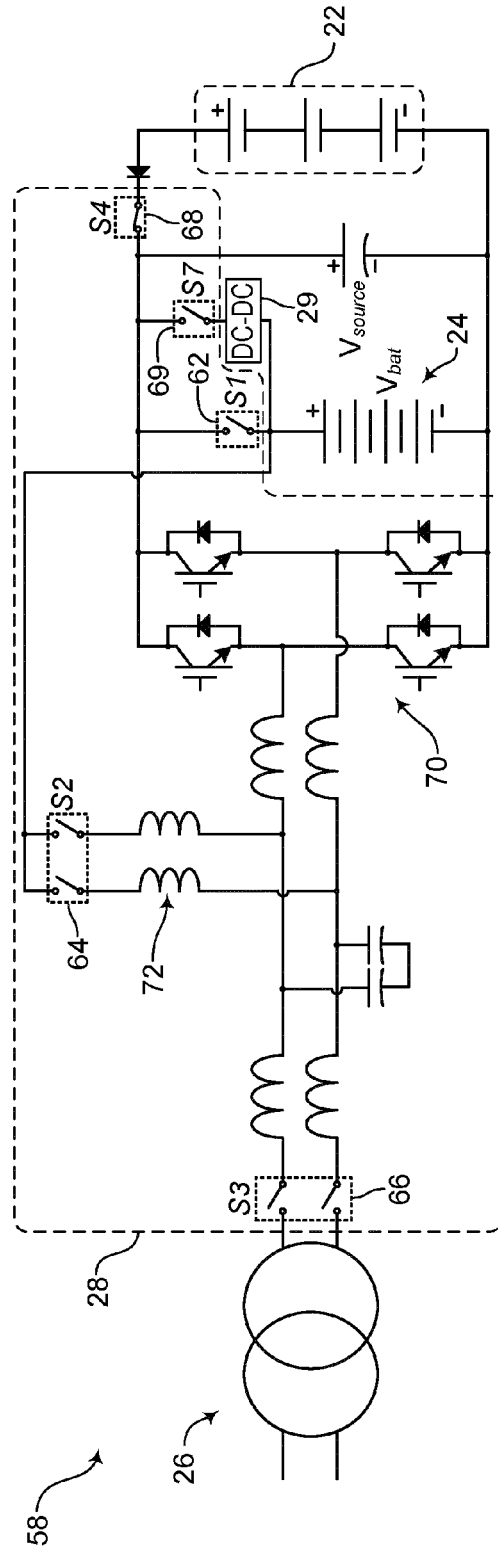 58
26
28
S3
66
64
S2
72
70
S1
62
69
S7
S4
68
DC-DC
29
V_source
V_bat
24
22
+
-
+
-
+
-